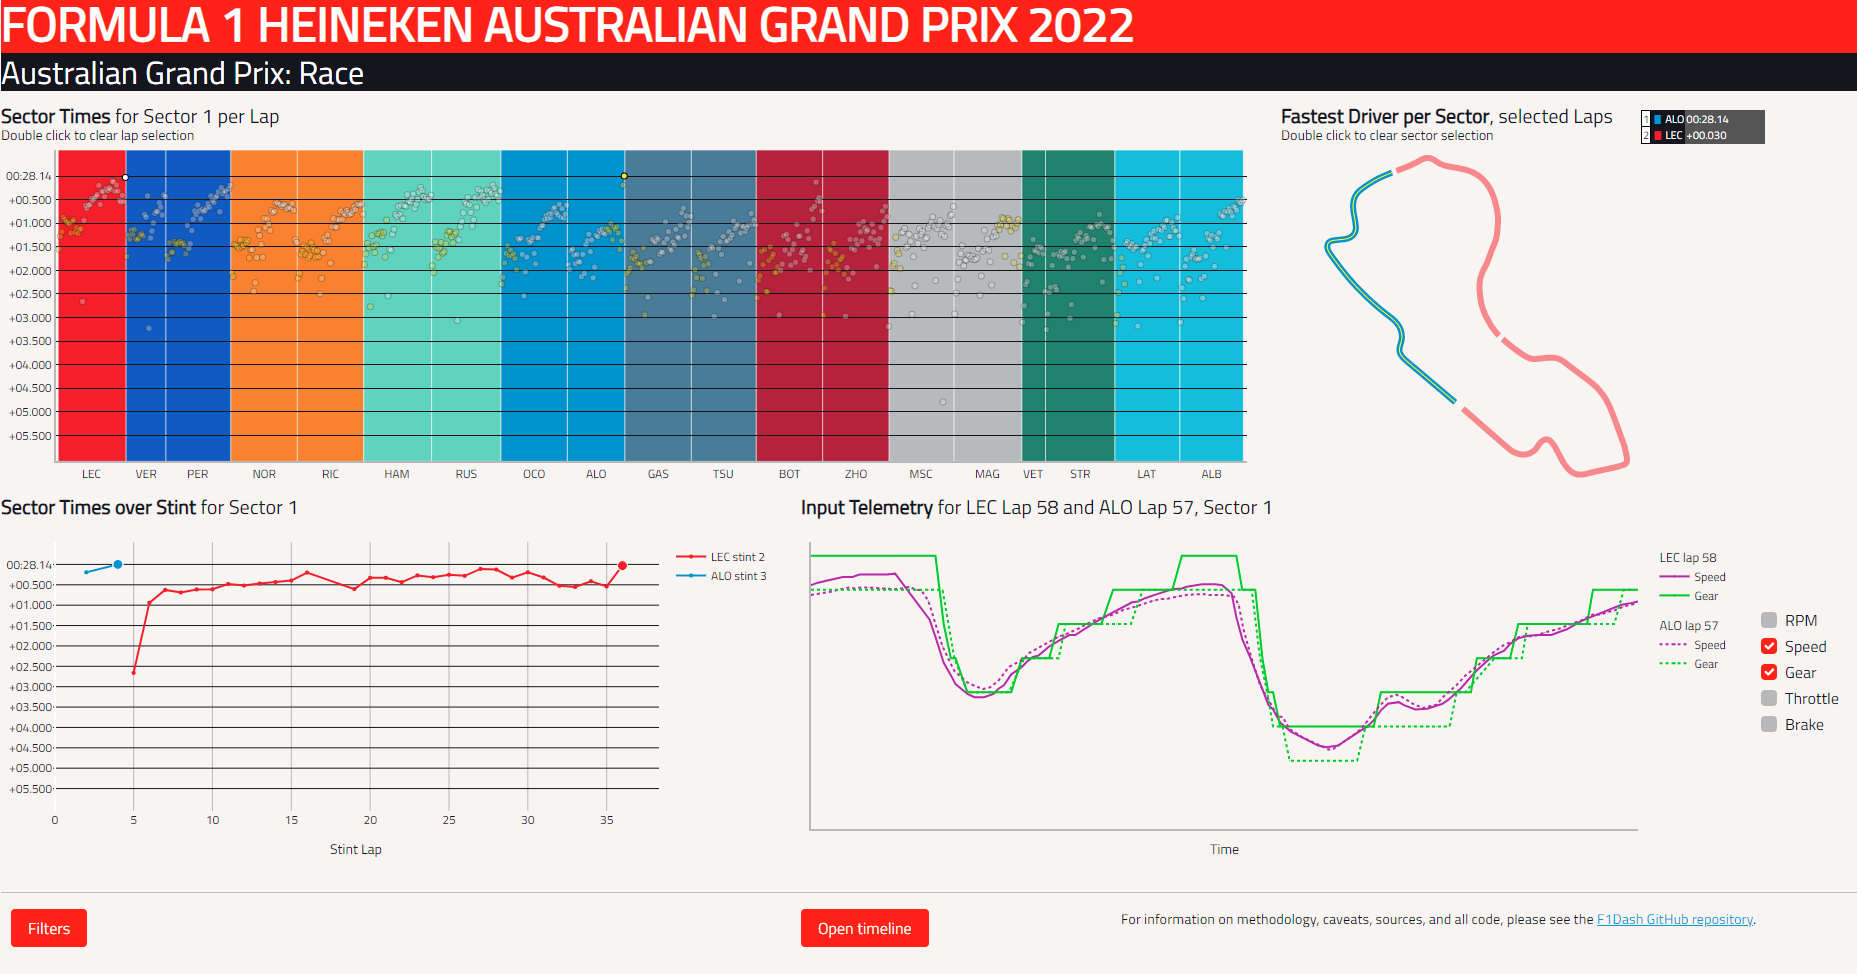 FORMULA 1 HEINEKEN AUSTRALIAN GRAND PRIX 2022
Australian Grand Prix: Race
Sector Times for Sector 1 per Lap
Double click to clear lap selection
00:28.14
+00.500
+01.000
+01.500
+02.000
+02.500
+03.000
+03.500
+04.000
+04.500
+05.000
+05.500
LEC VER PER NOR RIC HAM RUS OCO ALO GAS TSU BOT ZHO MSC MAG VET STR LAT ALB
Fastest Driver per Sector, selected Laps
Double click to clear sector selection
1 ALO 00:28.14
2 LEC +00.030
Sector Times over Stint for Sector 1
00:28.14
+00.500
+01.000
+01.500
+02.000
+02.500
+03.000
+03.500
+04.000
+04.500
+05.000
+05.500
0 5 10 15 20 25 30 35
Stint Lap
LEC stint 2
ALO stint 3
Input Telemetry for LEC Lap 58 and ALO Lap 57, Sector 1
Time
LEC lap 58
Speed
Gear
ALO lap 57
Speed
Gear
RPM
Speed
Gear
Throttle
Brake
Filters
Open timeline
For information on methodology, caveats, sources, and all code, please see the F1Dash GitHub repository.